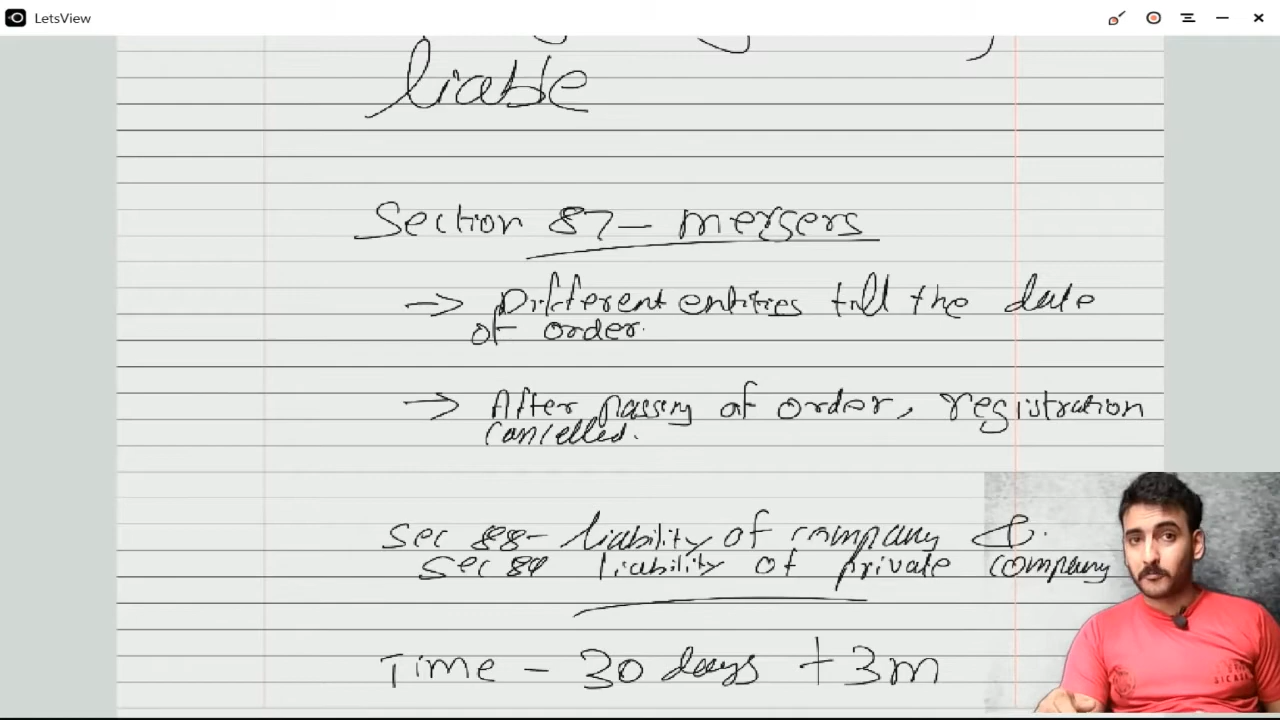 LetsView
liable
Section 87 - mergers
→ Different entities till the date
of order.
→ After passing of order, registration
cancelled.
Sec 88 - liability of company &
Sec 89 liability of private company
Time - 30 days + 3m